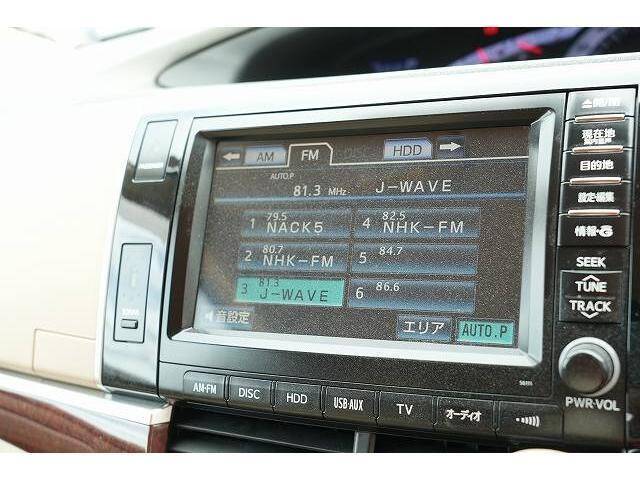 AM FM DISC HDD
AUTO.P
81.3 MHz J-WAVE
1 79.5 NACK5
4 82.5 NHK-FM
2 80.7 NHK-FM
5 84.7
3 81.3 J-WAVE
6 86.6
音設定
エリア AUTO.P
現在地
目的地
設定・編集
情報・G
SEEK
TUNE
TRACK
PWR・VOL
AM・FM DISC HDD USB・AUX TV オーディオ